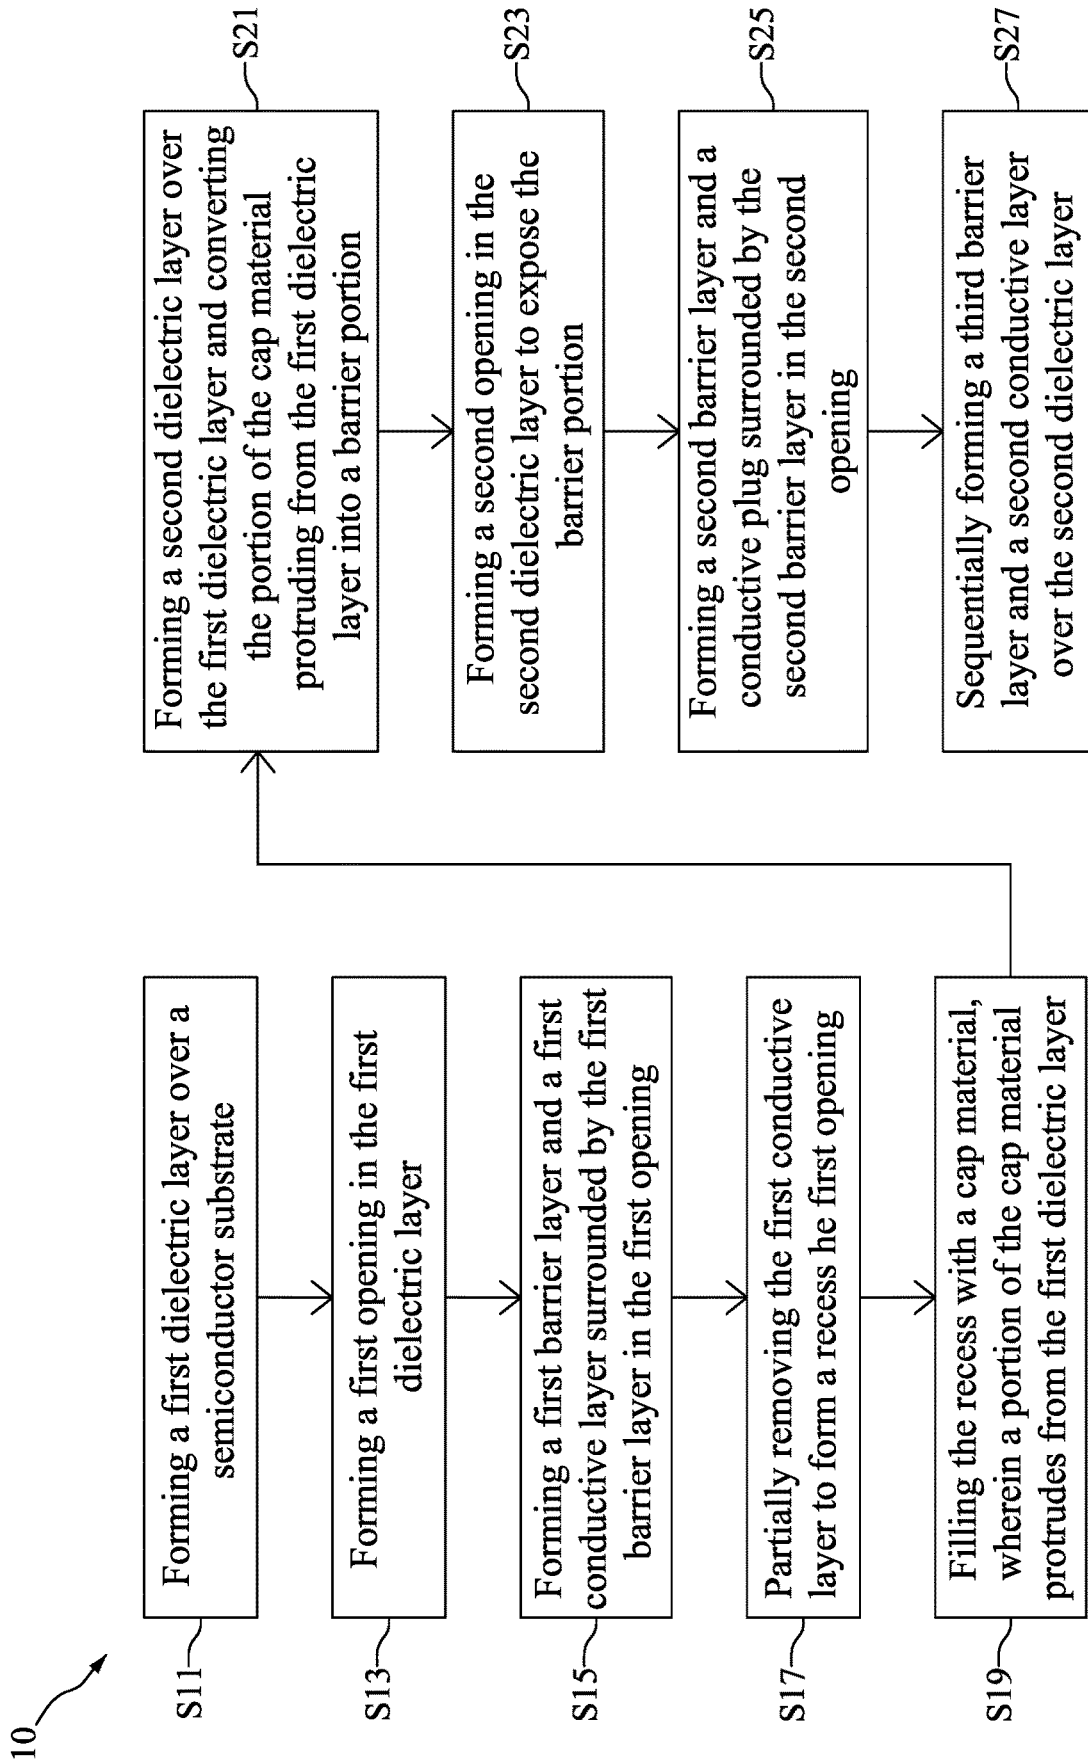 10
S11
Forming a first dielectric layer over a
semiconductor substrate
S13
Forming a first opening in the first
dielectric layer
S15
Forming a first barrier layer and a first
conductive layer surrounded by the first
barrier layer in the first opening
S17
Partially removing the first conductive
layer to form a recess he first opening
S19
Filling the recess with a cap material,
wherein a portion of the cap material
protrudes from the first dielectric layer
S21
Forming a second dielectric layer over
the first dielectric layer and converting
the portion of the cap material
protruding from the first dielectric
layer into a barrier portion
S23
Forming a second opening in the
second dielectric layer to expose the
barrier portion
S25
Forming a second barrier layer and a
conductive plug surrounded by the
second barrier layer in the second
opening
S27
Sequentially forming a third barrier
layer and a second conductive layer
over the second dielectric layer